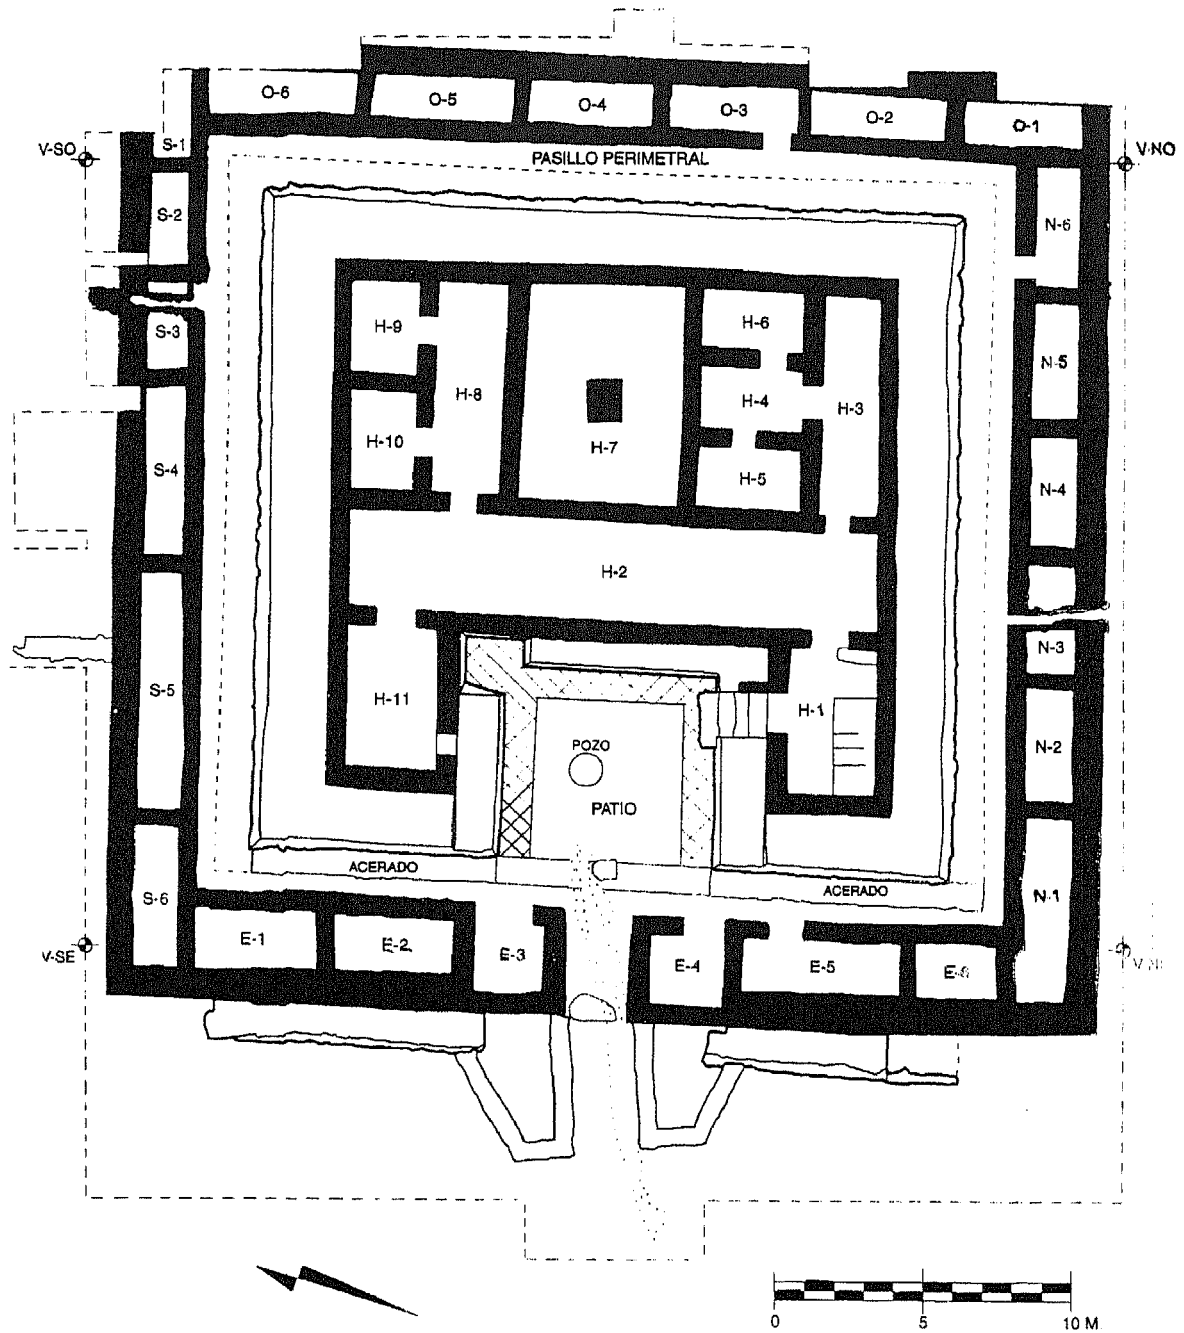 O-6
O-5
O-4
O-3
O-2
O-1
S-1
V-SO
PASILLO PERIMETRAL
V-NO
S-2
N-6
H-9
H-6
S-3
H-8
H-4
H-3
N-5
H-10
H-7
H-5
S-4
N-4
H-2
N-3
S-5
H-11
H-1
N-2
POZO
PATIO
ACERADO
ACERADO
S-6
N-1
E-1
E-2
E-3
E-4
E-5
E-6
V-SE
0 5 10 M.